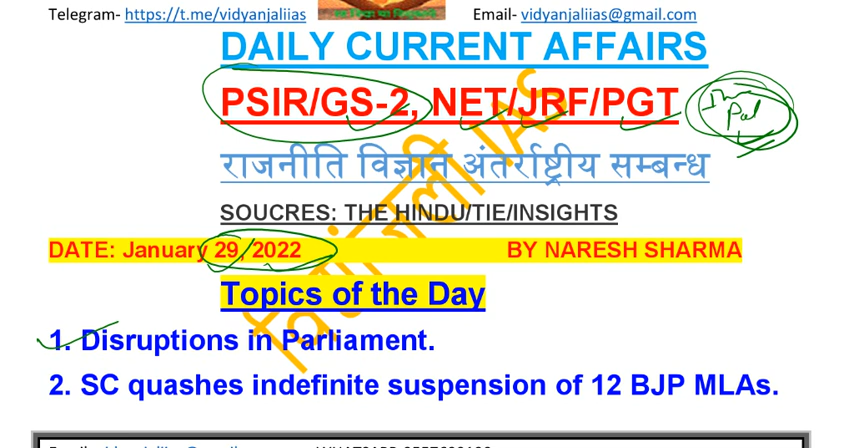 Telegram- https://t.me/vidyanjaliias Email- vidyanjaliias@gmail.com
DAILY CURRENT AFFAIRS
PSIR/GS-2, NET/JRF/PGT
राजनीति विज्ञान अंतर्राष्ट्रीय सम्बन्ध
SOUCRES: THE HINDU/TIE/INSIGHTS
DATE: January 29, 2022 BY NARESH SHARMA
Topics of the Day
1. Disruptions in Parliament.
2. SC quashes indefinite suspension of 12 BJP MLAs.
विद्यांजली IAS